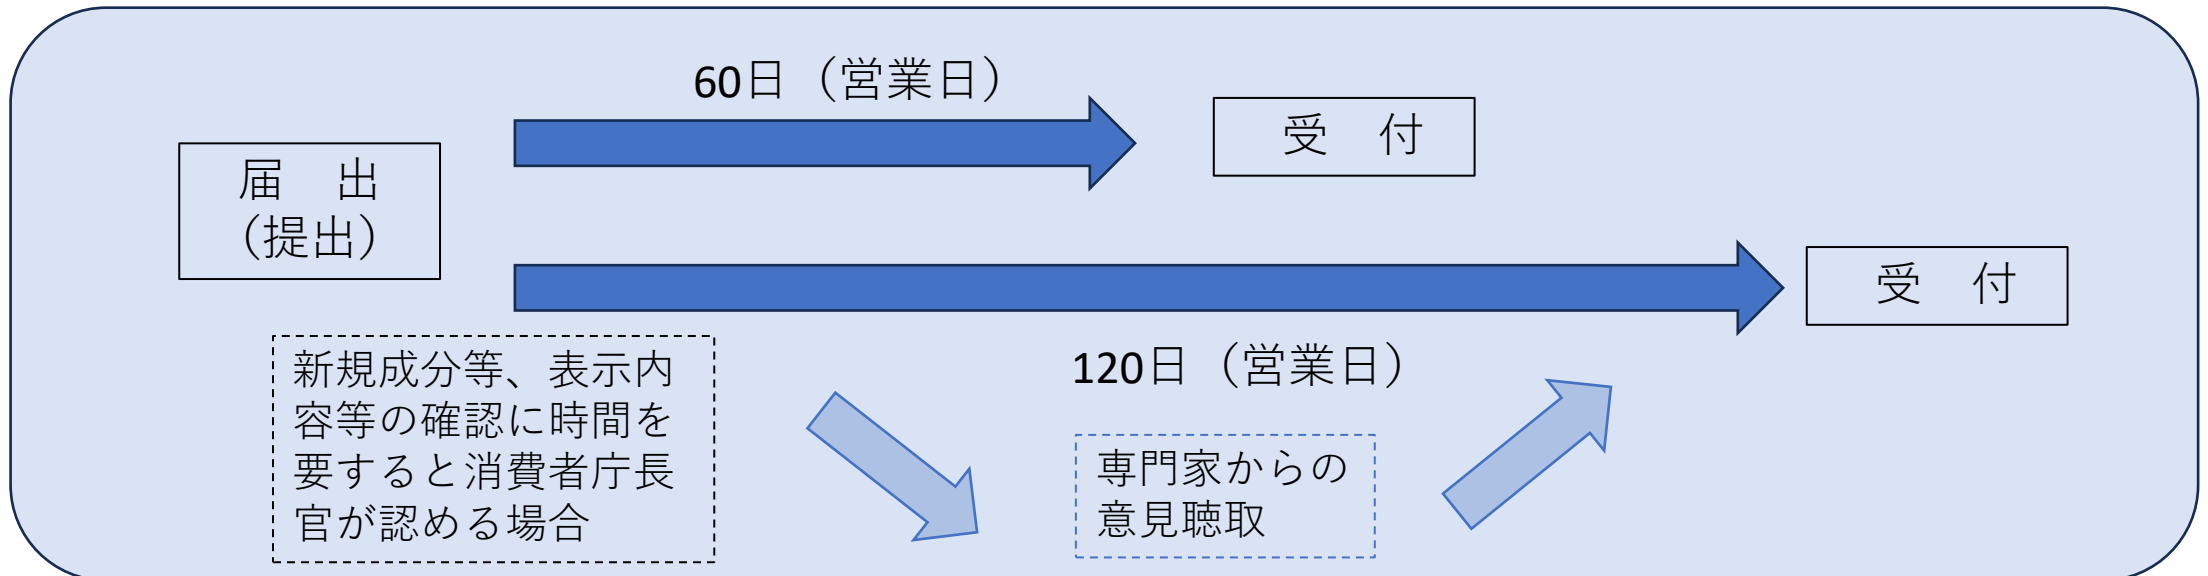 60日（営業日）
受　付
届　出
（提出）
受　付
120日（営業日）
新規成分等、表示内
容等の確認に時間を
要すると消費者庁長
官が認める場合
専門家からの
意見聴取